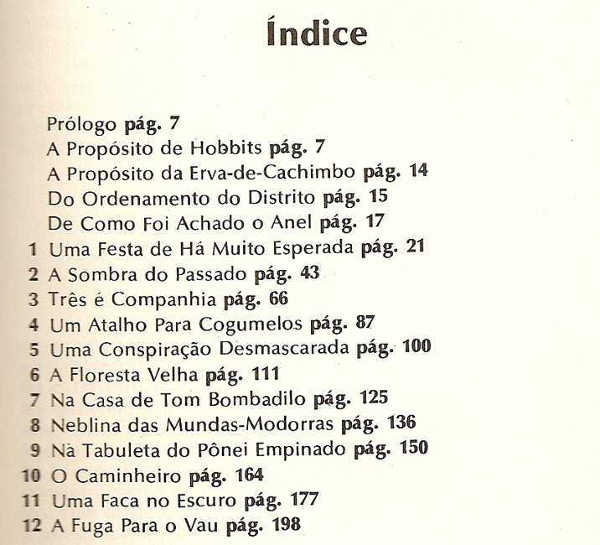 Índice
Prólogo pág. 7
A Propósito de Hobbits pág. 7
A Propósito da Erva-de-Cachimbo pág. 14
Do Ordenamento do Distrito pág. 15
De Como Foi Achado o Anel pág. 17
1 Uma Festa de Há Muito Esperada pág. 21
2 A Sombra do Passado pág. 43
3 Três é Companhia pág. 66
4 Um Atalho Para Cogumelos pág. 87
5 Uma Conspiração Desmascarada pág. 100
6 A Floresta Velha pág. 111
7 Na Casa de Tom Bombadilo pág. 125
8 Neblina das Mundas-Modorras pág. 136
9 Na Tabuleta do Pônei Empinado pág. 150
10 O Caminheiro pág. 164
11 Uma Faca no Escuro pág. 177
12 A Fuga Para o Vau pág. 198